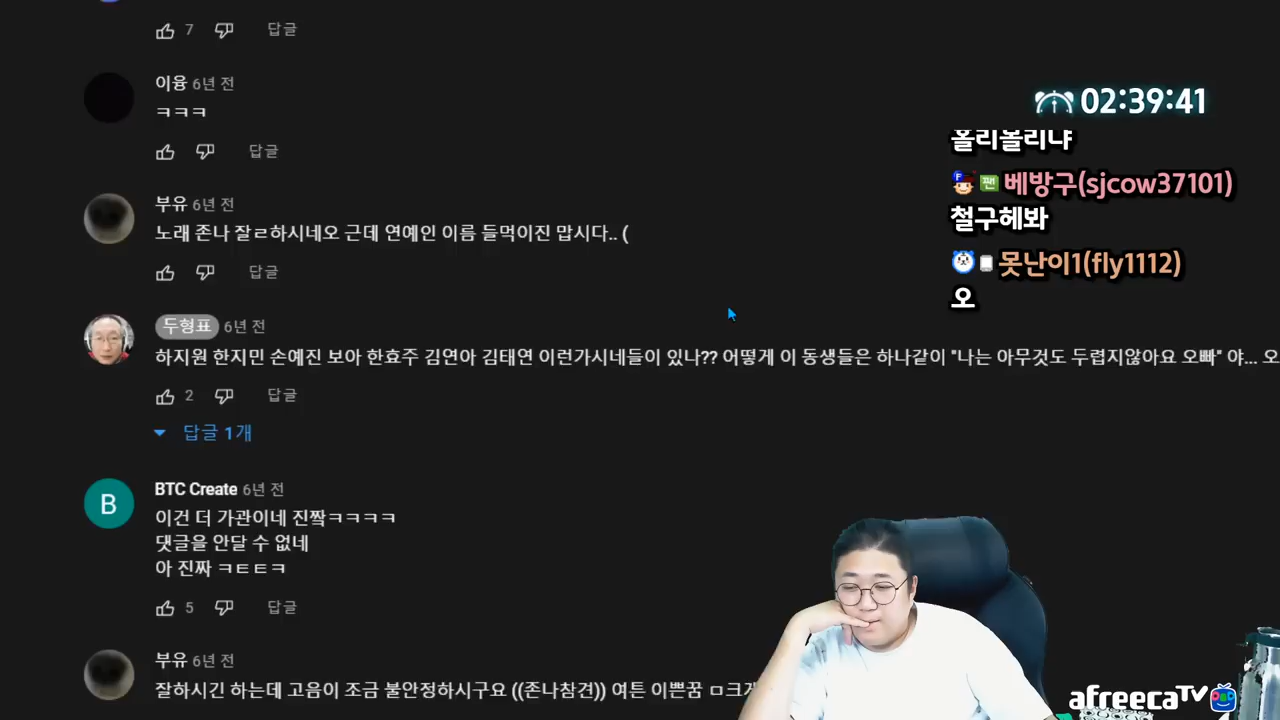 7 답글
이융 6년 전
ㅋㅋㅋ
답글
부유 6년 전
노래 존나 잘ㄹ하시네오 근데 연예인 이름 들먹이진 맙시다.. (
답글
두형표 6년 전
하지원 한지민 손예진 보아 한효주 김연아 김태연 이런가시네들이 있나?? 어떻게 이 동생들은 하나같이 "나는 아무것도 두렵지않아요 오빠" 야... 오
2 답글
답글 1개
B
BTC Create 6년 전
이건 더 가관이네 진짴ㅋㅋㅋㅋ
댓글을 안달 수 없네
아 진짜 ㅋㅌㅌㅋ
5 답글
부유 6년 전
잘하시긴 하는데 고음이 조금 불안정하시구요 ((존나참견)) 여튼 이쁜꿈 ㅁ크게
02:39:41
홀리몰리냐
F 팬 베방구(sjcow37101)
철구헤봐
못난이1(fly1112)
오
afreecaTV